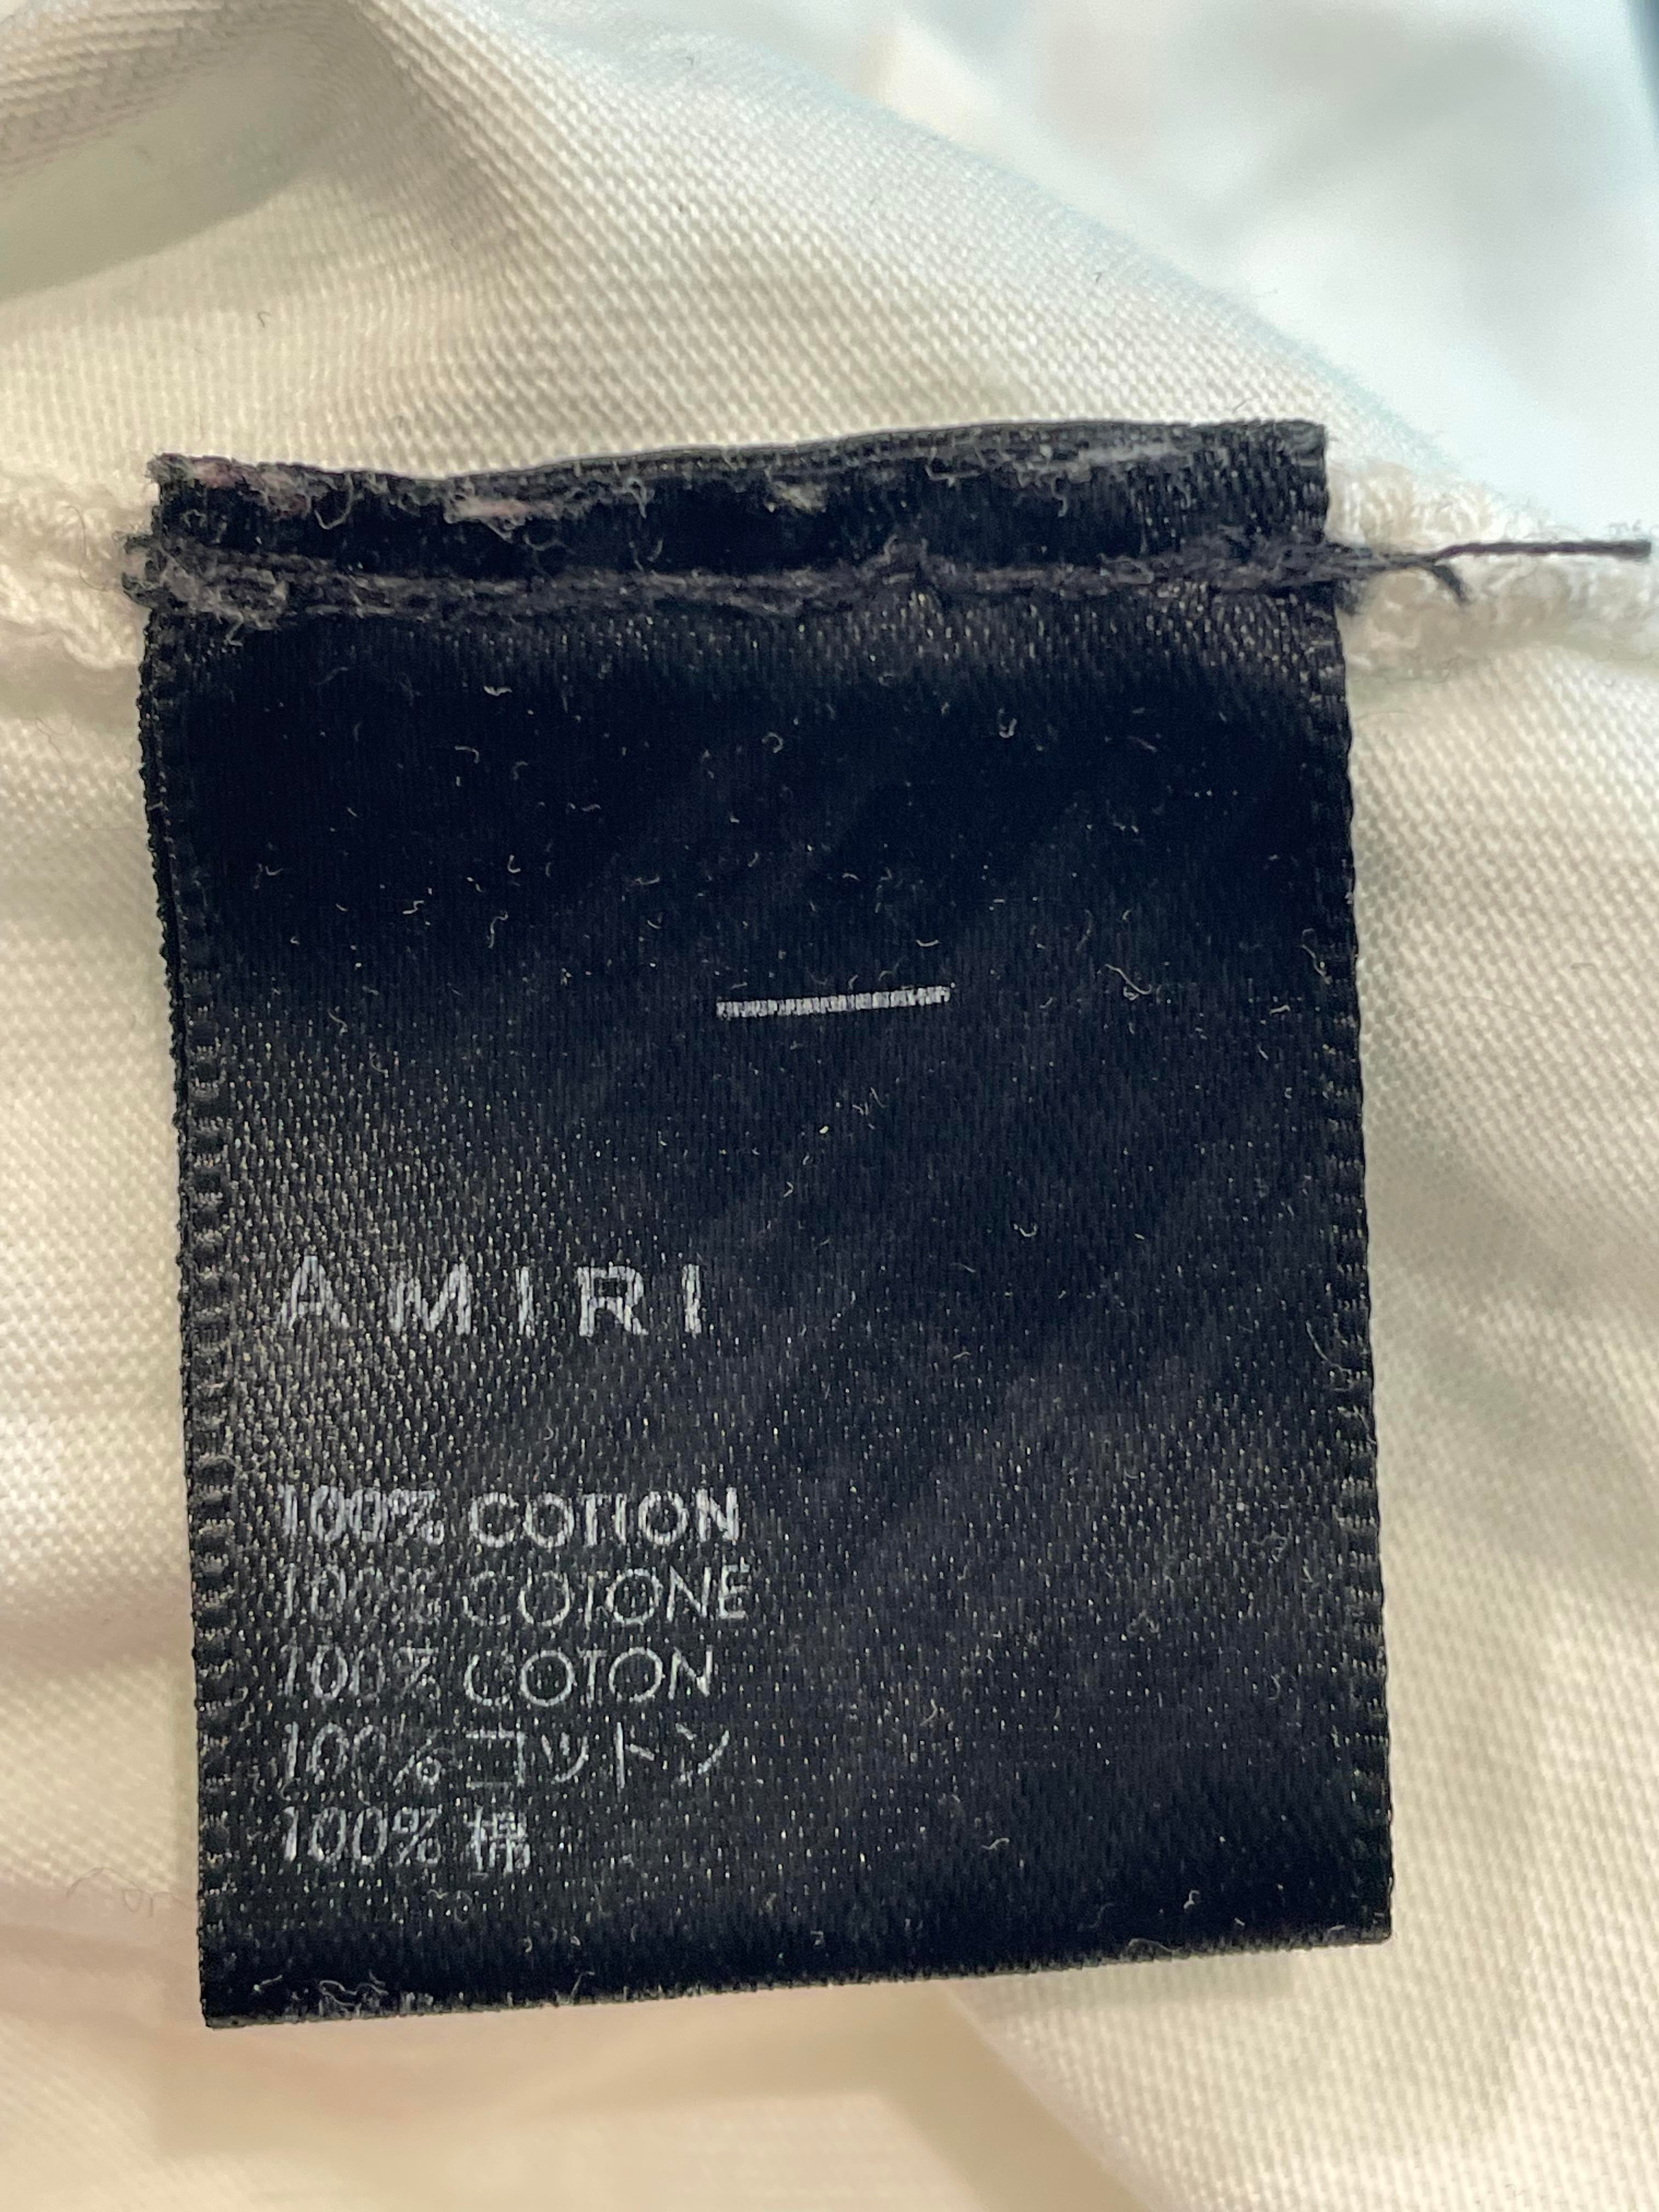 AMIRI
100% COTTON
100% COTONE
100% COTON
100% コットン
100% 棉